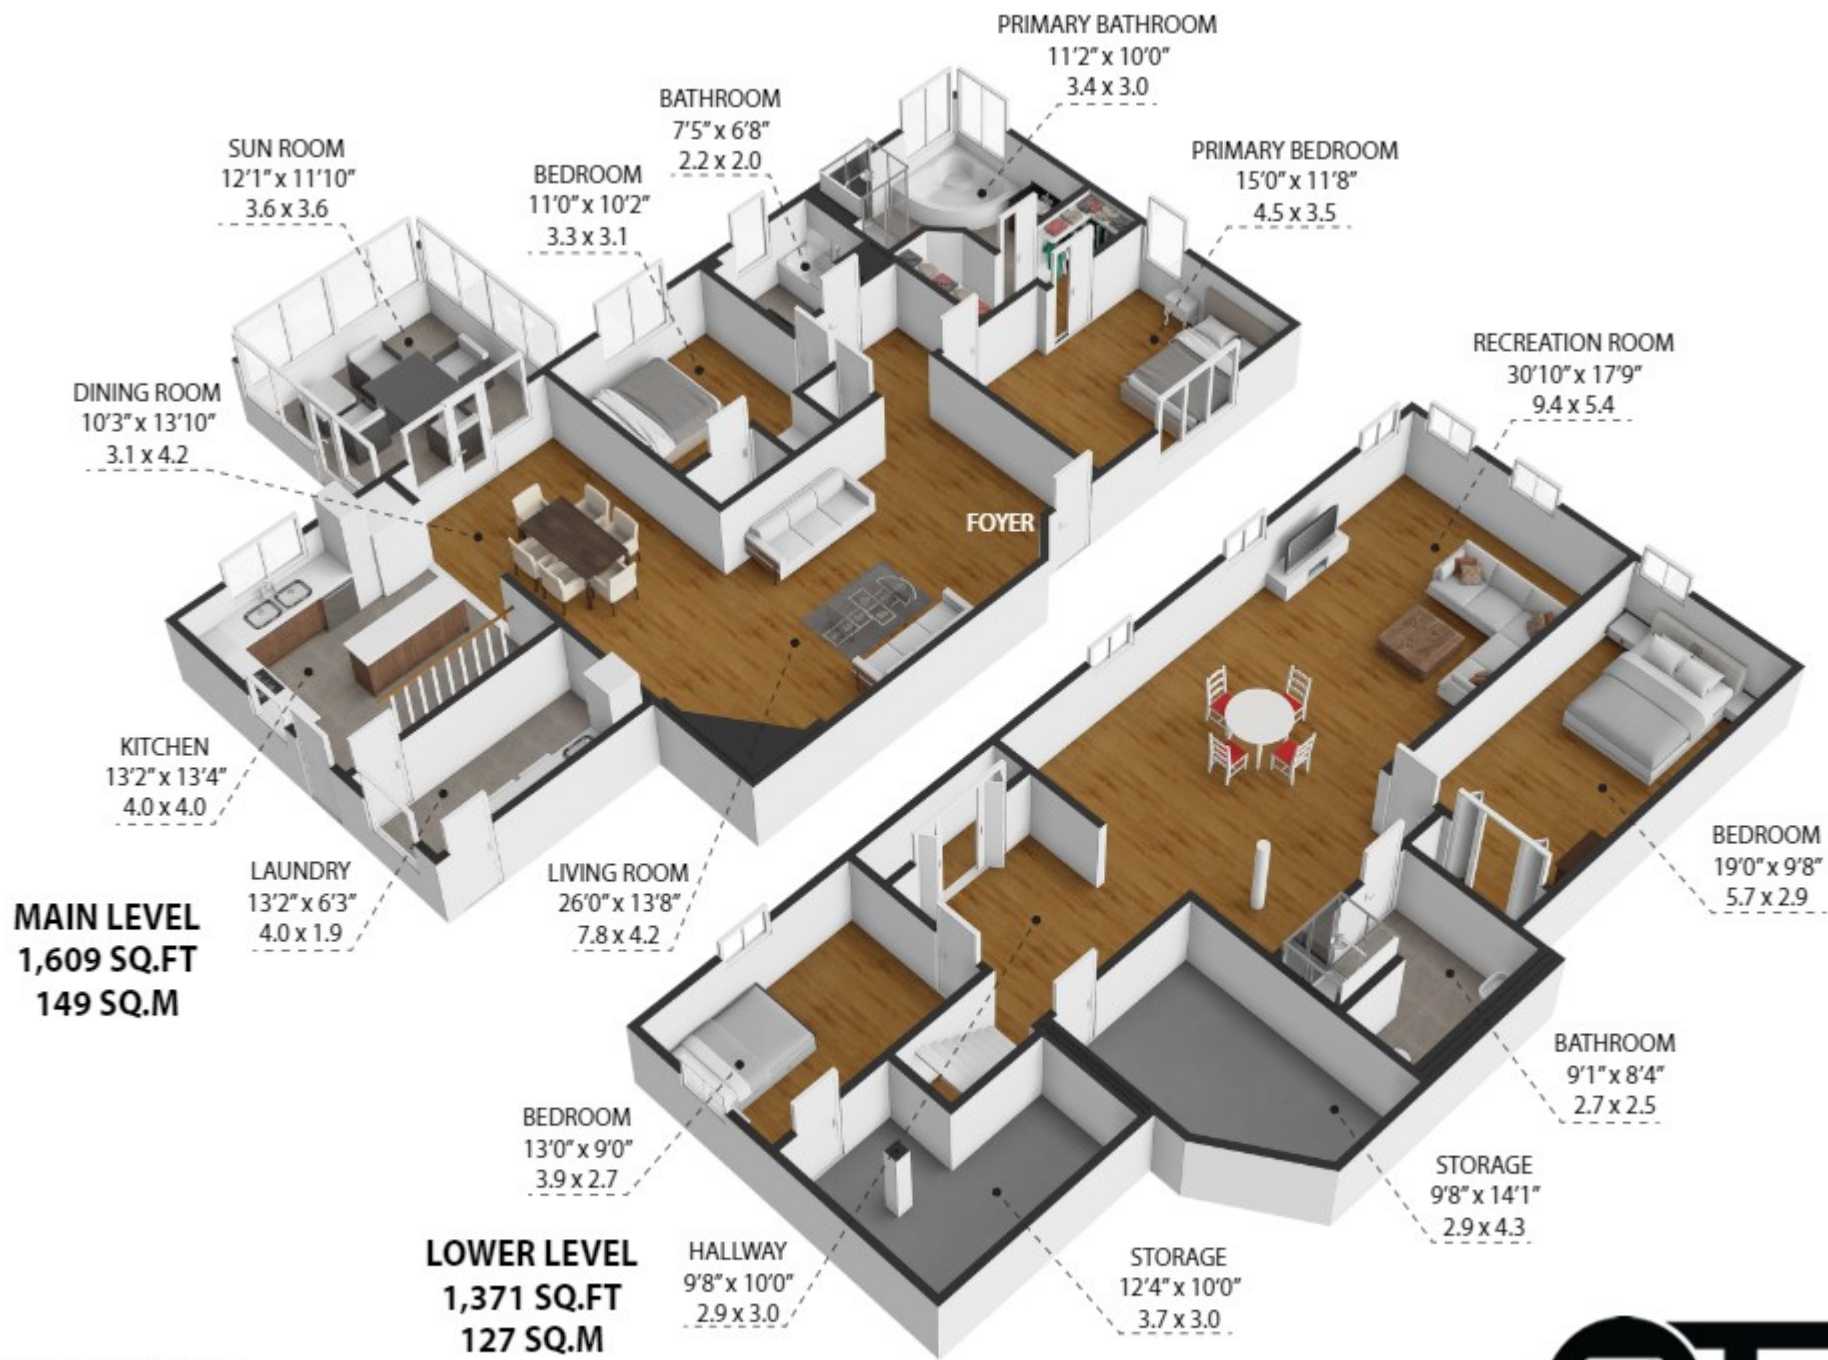 PRIMARY BATHROOM
11'2" x 10'0"
3.4 x 3.0
BATHROOM
7'5" x 6'8"
2.2 x 2.0
SUN ROOM
12'1" x 11'10"
3.6 x 3.6
BEDROOM
11'0" x 10'2"
3.3 x 3.1
PRIMARY BEDROOM
15'0" x 11'8"
4.5 x 3.5
RECREATION ROOM
30'10" x 17'9"
9.4 x 5.4
DINING ROOM
10'3" x 13'10"
3.1 x 4.2
FOYER
KITCHEN
13'2" x 13'4"
4.0 x 4.0
LAUNDRY
13'2" x 6'3"
4.0 x 1.9
LIVING ROOM
26'0" x 13'8"
7.8 x 4.2
BEDROOM
19'0" x 9'8"
5.7 x 2.9
MAIN LEVEL
1,609 SQ.FT
149 SQ.M
BATHROOM
9'1" x 8'4"
2.7 x 2.5
BEDROOM
13'0" x 9'0"
3.9 x 2.7
STORAGE
9'8" x 14'1"
2.9 x 4.3
LOWER LEVEL
1,371 SQ.FT
127 SQ.M
HALLWAY
9'8" x 10'0"
2.9 x 3.0
STORAGE
12'4" x 10'0"
3.7 x 3.0